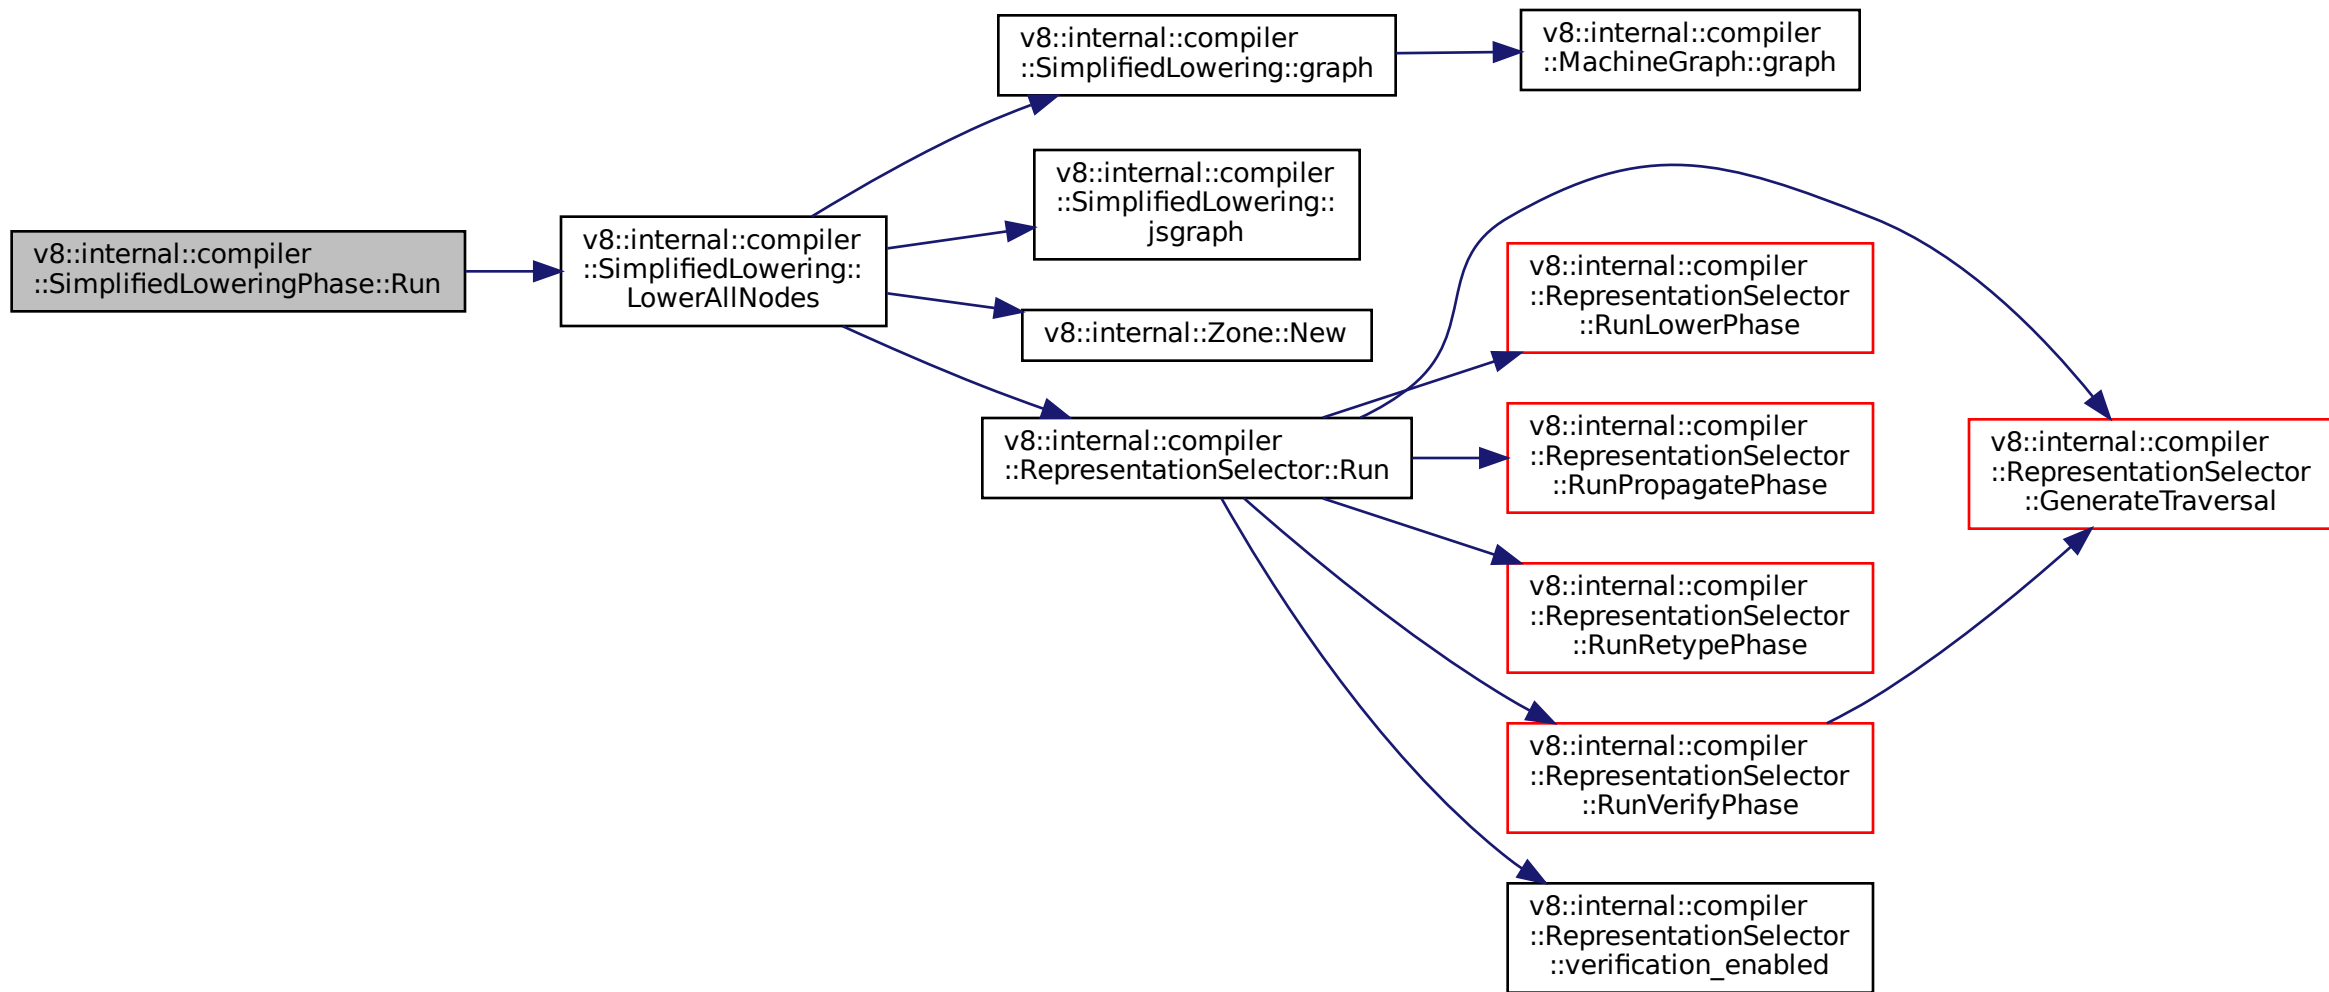 v8::internal::compiler
::SimplifiedLoweringPhase::Run
v8::internal::compiler
::SimplifiedLowering::
LowerAllNodes
v8::internal::compiler
::SimplifiedLowering::graph
v8::internal::compiler
::MachineGraph::graph
v8::internal::compiler
::SimplifiedLowering::
jsgraph
v8::internal::Zone::New
v8::internal::compiler
::RepresentationSelector::Run
v8::internal::compiler
::RepresentationSelector
::RunLowerPhase
v8::internal::compiler
::RepresentationSelector
::RunPropagatePhase
v8::internal::compiler
::RepresentationSelector
::RunRetypePhase
v8::internal::compiler
::RepresentationSelector
::RunVerifyPhase
v8::internal::compiler
::RepresentationSelector
::verification_enabled
v8::internal::compiler
::RepresentationSelector
::GenerateTraversal